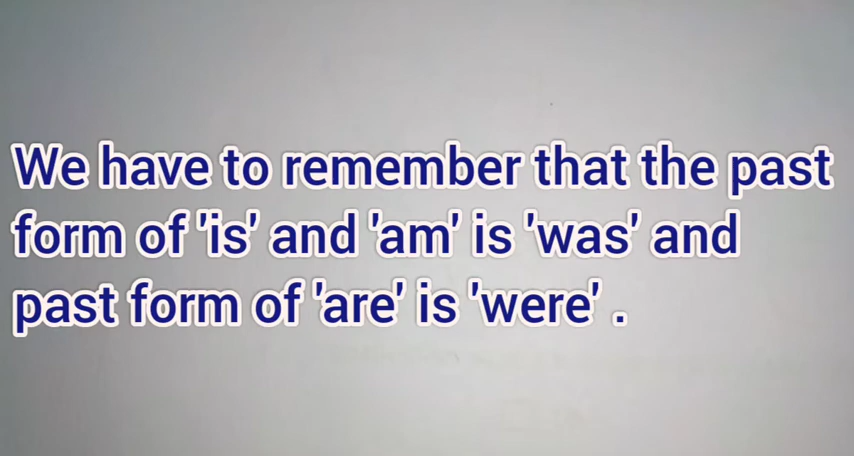 We have to remember that the past
form of 'is' and 'am' is 'was' and
past form of 'are' is 'were' .